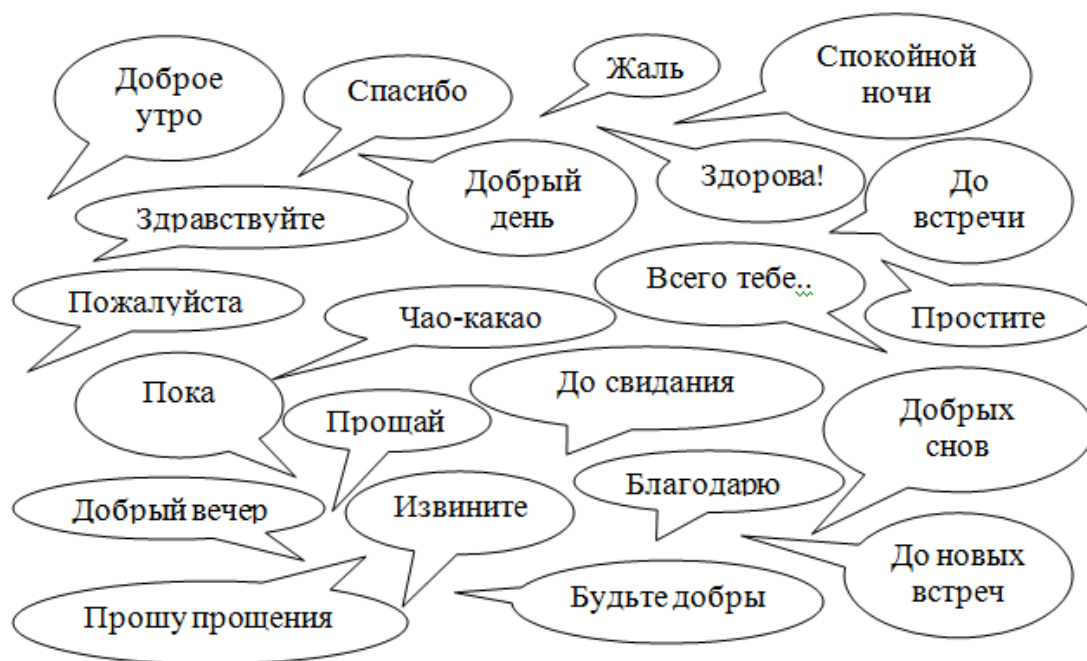 Доброе
утро
Спасибо
Жаль
Спокойной
ночи
Здравствуйте
Добрый
день
Здорова!
До
встречи
Пожалуйста
Чао-какао
Всего тебе..
Простите
Пока
Прощай
До свидания
Добрых
снов
Добрый вечер
Извините
Благодарю
До новых
встреч
Прошу прощения
Будьте добры